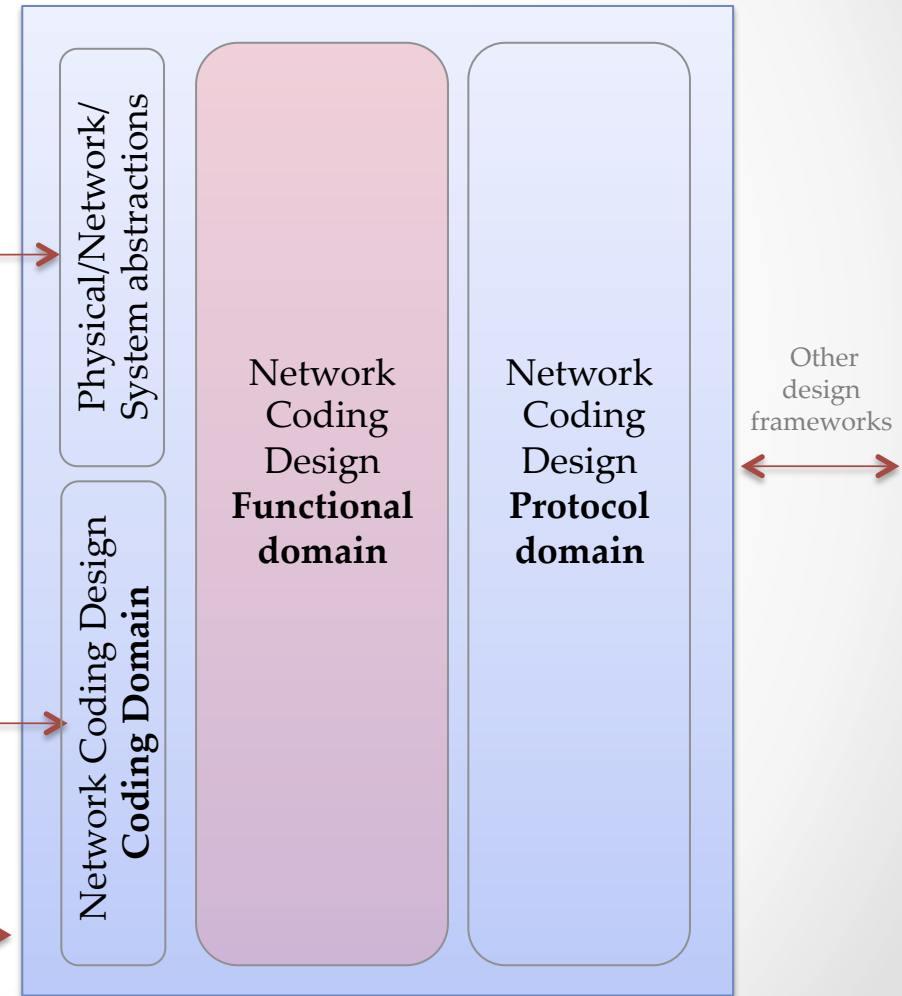 Physical/Network/
System abstractions
Network Coding Design
Coding Domain
Network
Coding
Design
Functional
domain
Network
Coding
Design
Protocol
domain
Other
design
frameworks